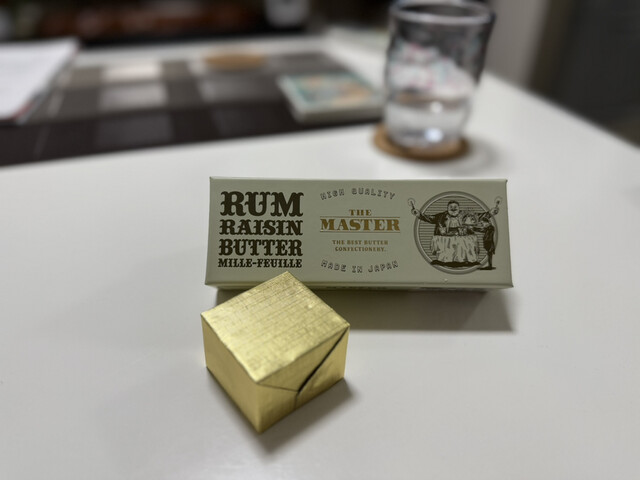 RUM
RAISIN
BUTTER
MILLE-FEUILLE
HIGH QUALITY
THE
MASTER
THE BEST BUTTER
CONFECTIONERY.
MADE IN JAPAN